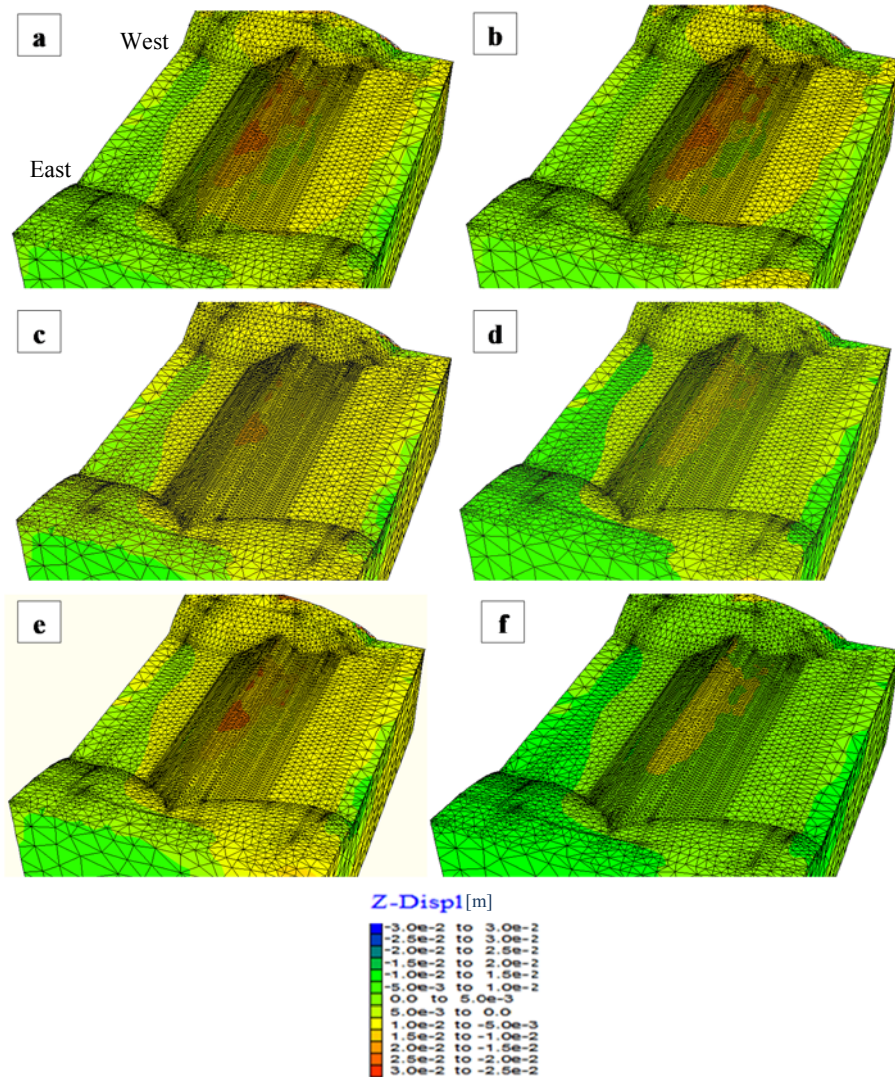 a
West
b
East
c
d
e
f
Z-Displ [m]
-3.0e-2 to 3.0e-2
-2.5e-2 to 3.0e-2
-2.0e-2 to 2.5e-2
-1.5e-2 to 2.0e-2
-1.0e-2 to 1.5e-2
-5.0e-3 to 1.0e-2
0.0 to 5.0e-3
5.0e-3 to 0.0
1.0e-2 to -5.0e-3
1.5e-2 to -1.0e-2
2.0e-2 to -1.5e-2
2.5e-2 to -2.0e-2
3.0e-2 to -2.5e-2